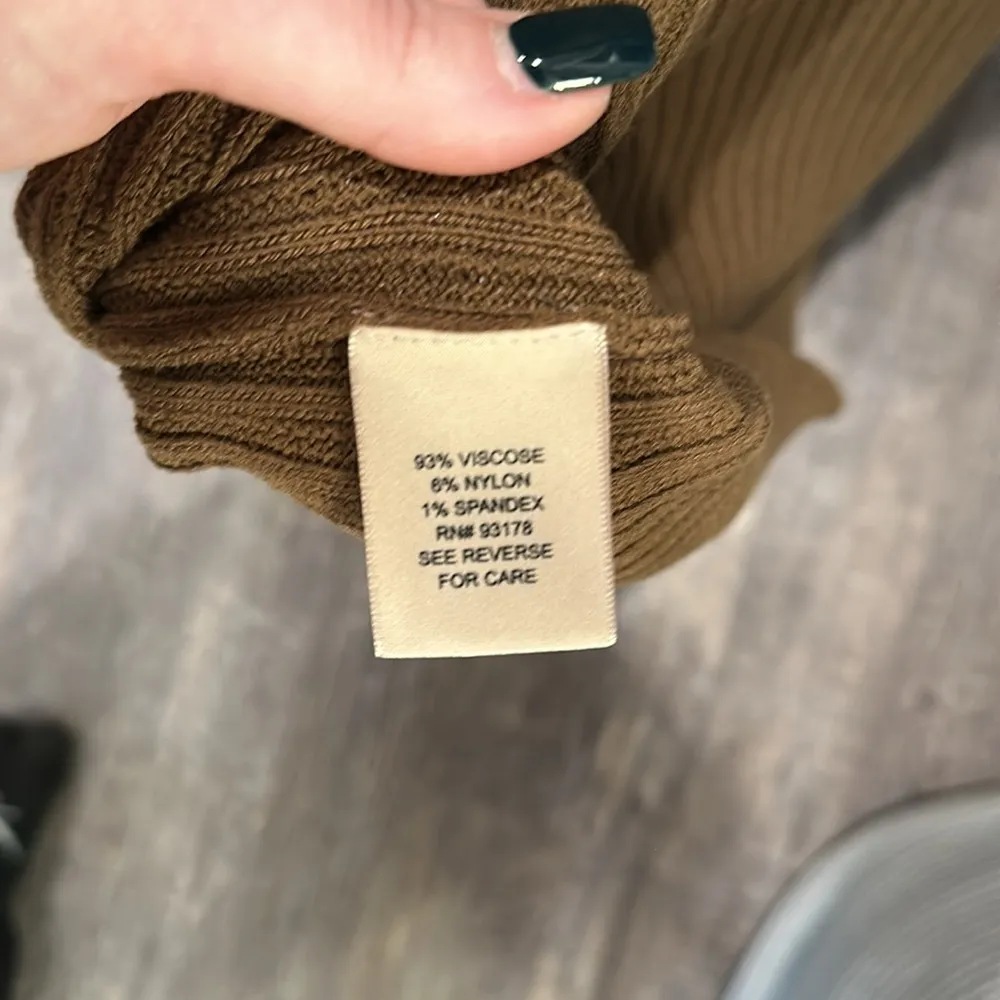 93% VISCOSE
6% NYLON
1% SPANDEX
RN# 93178
SEE REVERSE
FOR CARE